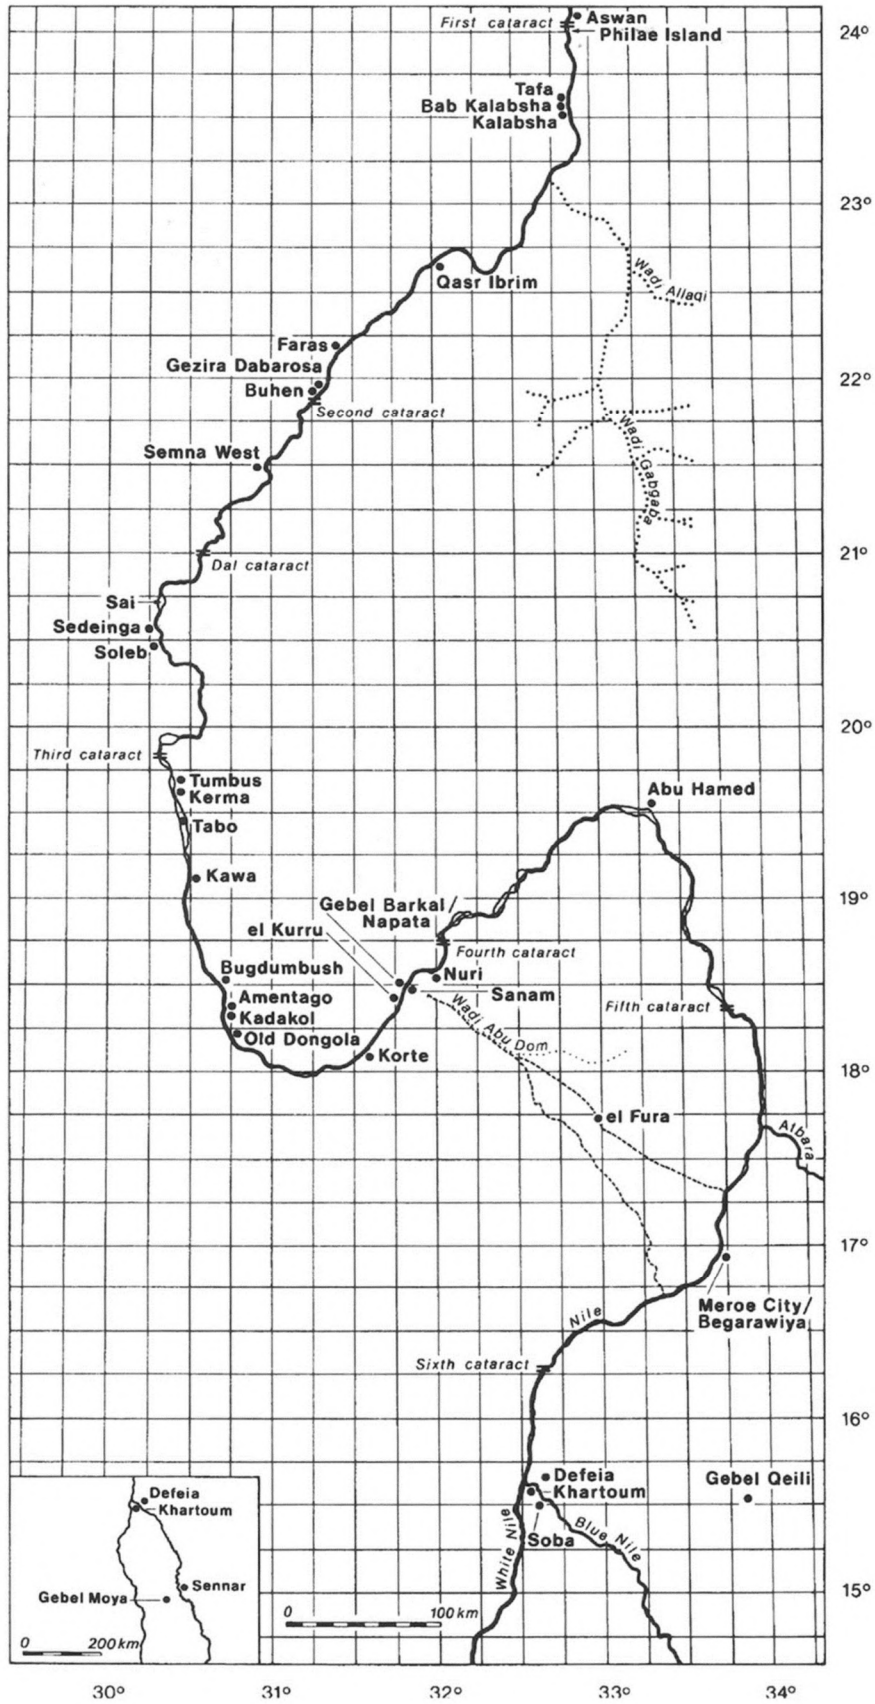 First cataract
Aswan
Philae Island
24°
Tafa
Bab Kalabsha
Kalabsha
23°
Wadi Allaqi
Qasr Ibrim
Faras
Gezira Dabarosa
22°
Buhen
Second cataract
Wadi Gabgaba
Semna West
21°
Dal cataract
Sai
Sedeinga
Soleb
20°
Third cataract
Tumbus
Kerma
Abu Hamed
Tabo
Kawa
19°
Gebel Barkal/
Napata
el Kurru
Fourth cataract
Bugdumbush
Nuri
Sanam
Amentago
Kadakol
Wadi Abu Dom
Fifth cataract
Old Dongola
Korte
18°
el Fura
Atbara
17°
Meroe City/
Begarawiya
Nile
Sixth cataract
16°
Defeia
Khartoum
Gebel Qeili
Soba
White Nile
Blue Nile
15°
0 100 km
Defeia
Khartoum
Sennar
Gebel Moya
0 200 km
30° 31° 32° 33° 34°